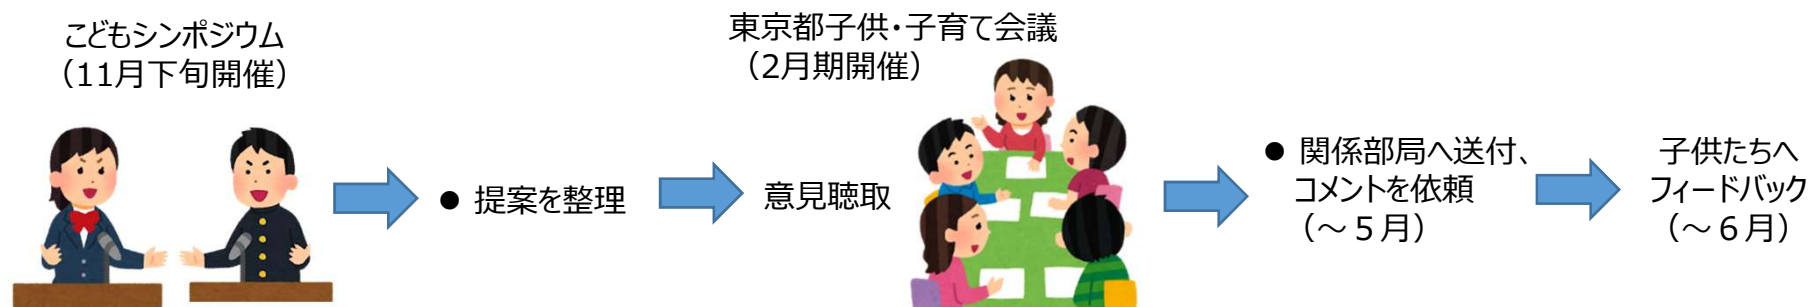 こどもシンポジウム
（11月下旬開催）
● 提案を整理
東京都子供・子育て会議
（2月期開催）
意見聴取
● 関係部局へ送付、
コメントを依頼
（～５月）
子供たちへ
フィードバック
（～６月）